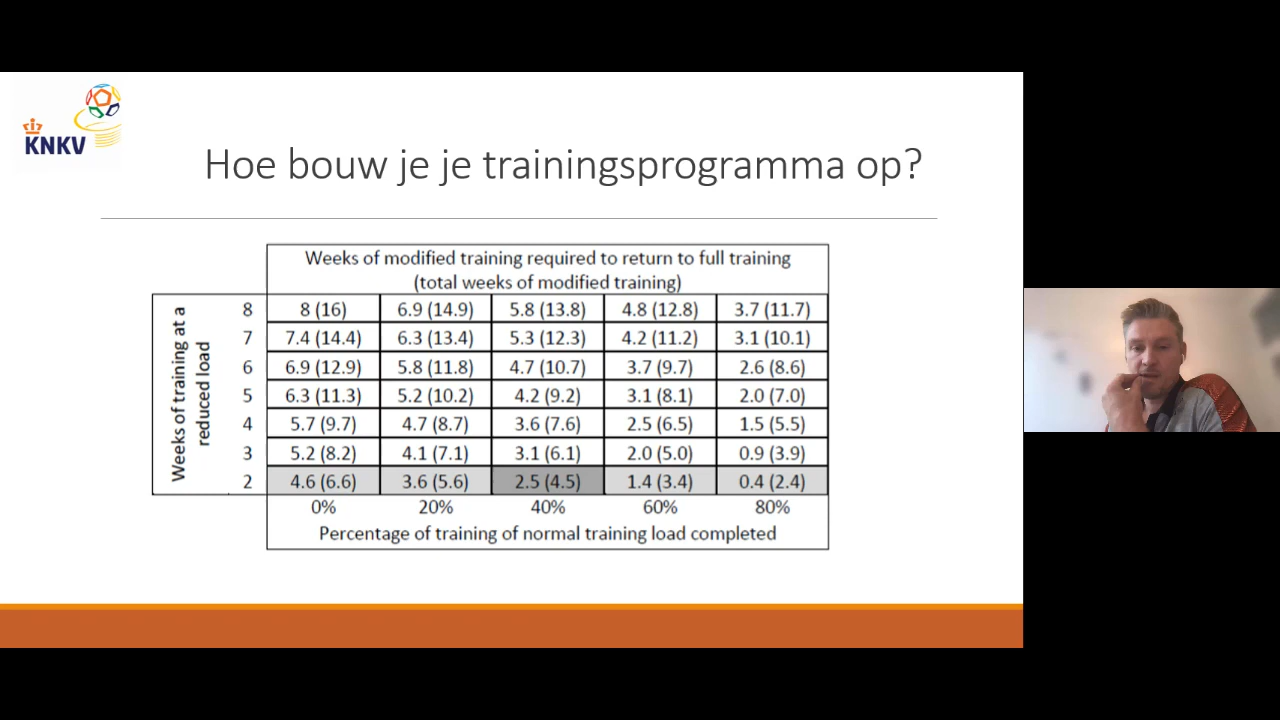 KNKV
Hoe bouw je je trainingsprogramma op?
Weeks of modified training required to return to full training
(total weeks of modified training)
Weeks of training at a
reduced load
8 8 (16) 6.9 (14.9) 5.8 (13.8) 4.8 (12.8) 3.7 (11.7)
7 7.4 (14.4) 6.3 (13.4) 5.3 (12.3) 4.2 (11.2) 3.1 (10.1)
6 6.9 (12.9) 5.8 (11.8) 4.7 (10.7) 3.7 (9.7) 2.6 (8.6)
5 6.3 (11.3) 5.2 (10.2) 4.2 (9.2) 3.1 (8.1) 2.0 (7.0)
4 5.7 (9.7) 4.7 (8.7) 3.6 (7.6) 2.5 (6.5) 1.5 (5.5)
3 5.2 (8.2) 4.1 (7.1) 3.1 (6.1) 2.0 (5.0) 0.9 (3.9)
2 4.6 (6.6) 3.6 (5.6) 2.5 (4.5) 1.4 (3.4) 0.4 (2.4)
0% 20% 40% 60% 80%
Percentage of training of normal training load completed